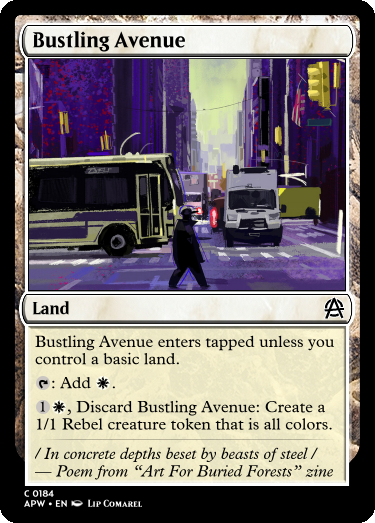 Bustling Avenue
Land
Bustling Avenue enters tapped unless you
control a basic land.
: Add .
1 , Discard Bustling Avenue: Create a
1/1 Rebel creature token that is all colors.
/ In concrete depths beset by beasts of steel /
— Poem from “Art For Buried Forests” zine
C 0184
APW • EN Lip Comarel